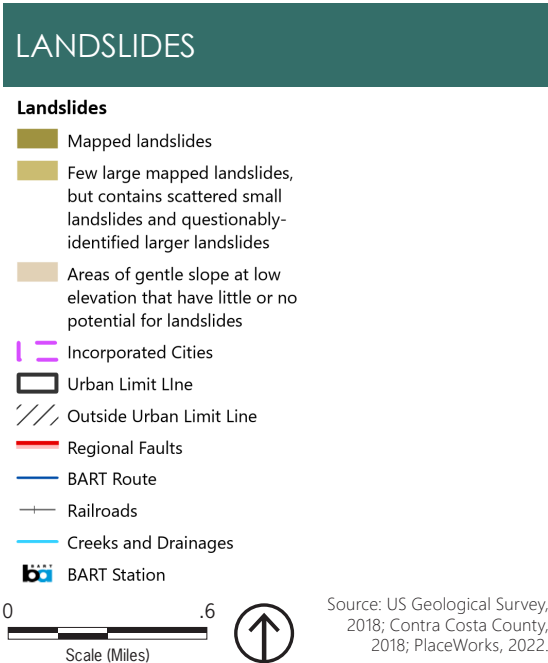 LANDSLIDES
Landslides
Mapped landslides
Few large mapped landslides,
but contains scattered small
landslides and questionably-
identified larger landslides
Areas of gentle slope at low
elevation that have little or no
potential for landslides
Incorporated Cities
Urban Limit LIne
Outside Urban Limit Line
Regional Faults
BART Route
Railroads
Creeks and Drainages
BART
ba
BART Station
0 .6
Scale (Miles)
Source: US Geological Survey,
2018; Contra Costa County,
2018; PlaceWorks, 2022.